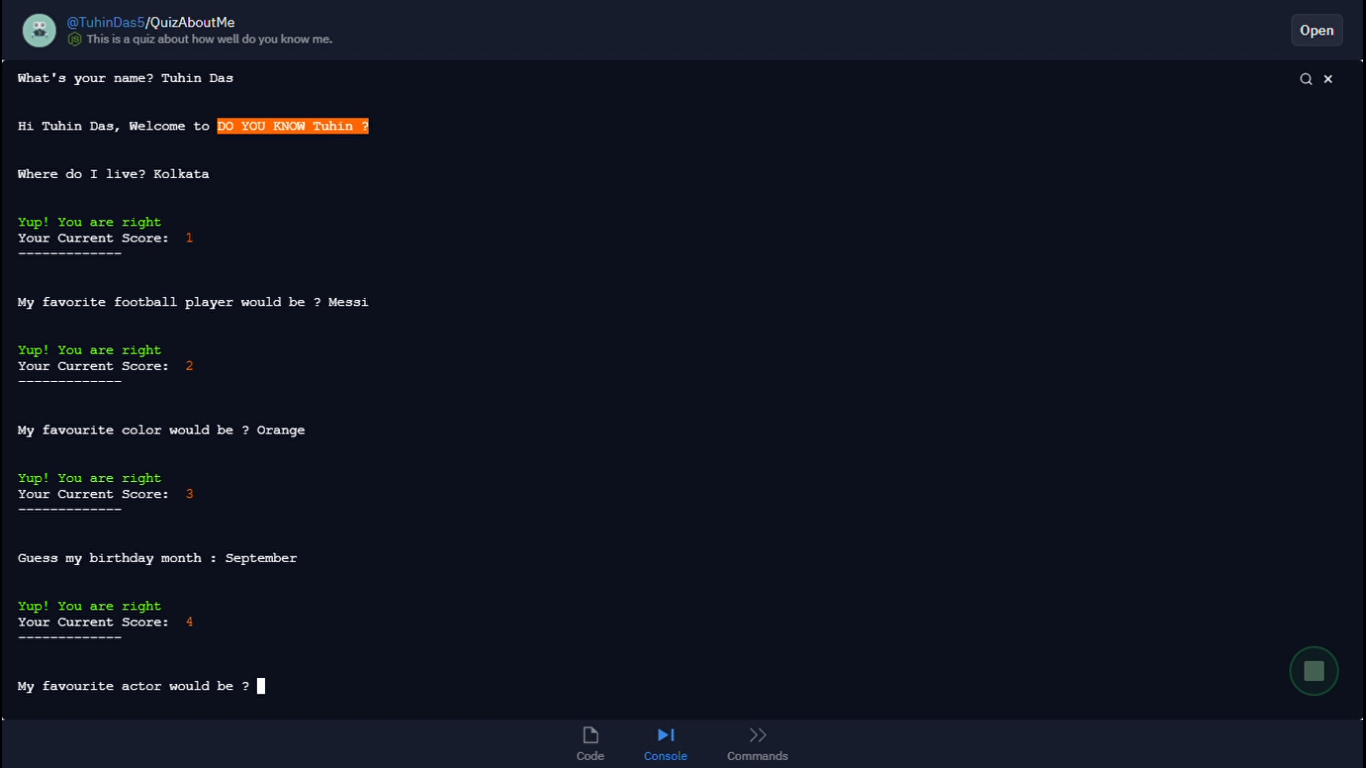 @TuhinDas5/QuizAboutMe
This is a quiz about how well do you know me.
Open
What's your name? Tuhin Das
Hi Tuhin Das, Welcome to DO YOU KNOW Tuhin ?
Where do I live? Kolkata
Yup! You are right
Your Current Score:  1
-------------
My favorite football player would be ? Messi
Yup! You are right
Your Current Score:  2
-------------
My favourite color would be ? Orange
Yup! You are right
Your Current Score:  3
-------------
Guess my birthday month : September
Yup! You are right
Your Current Score:  4
-------------
My favourite actor would be ?
Code
Console
Commands